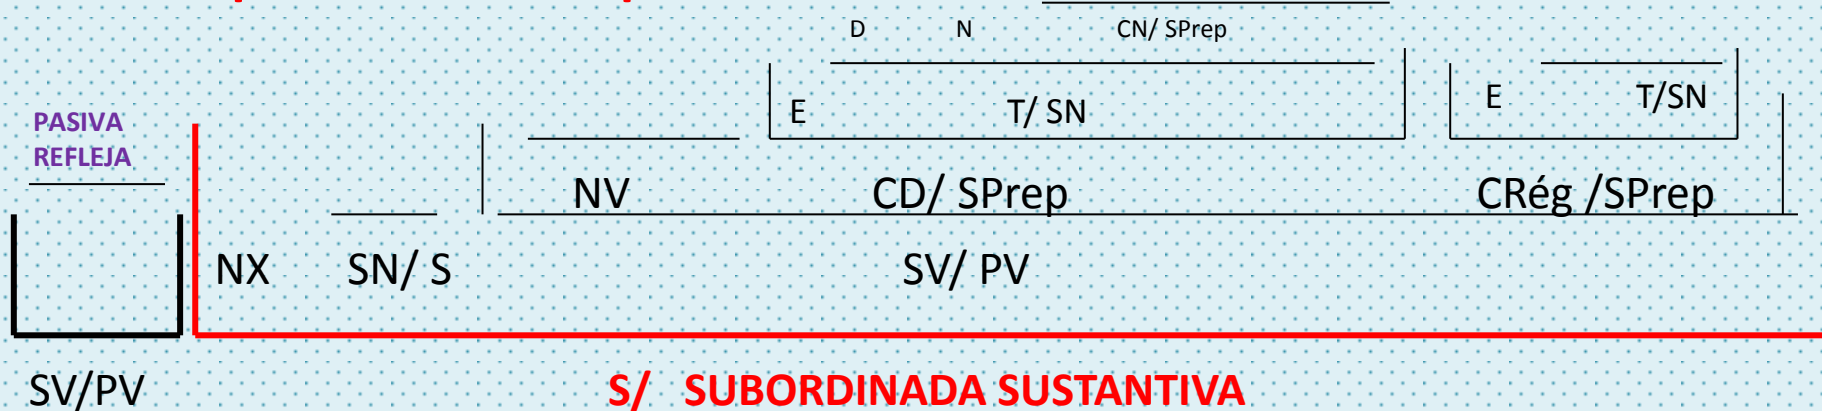 D N CN/ SPrep
E T/ SN E T/SN
PASIVA
REFLEJA
NV CD/ SPrep CRég /SPrep
NX SN/ S SV/ PV
SV/PV S/ SUBORDINADA SUSTANTIVA